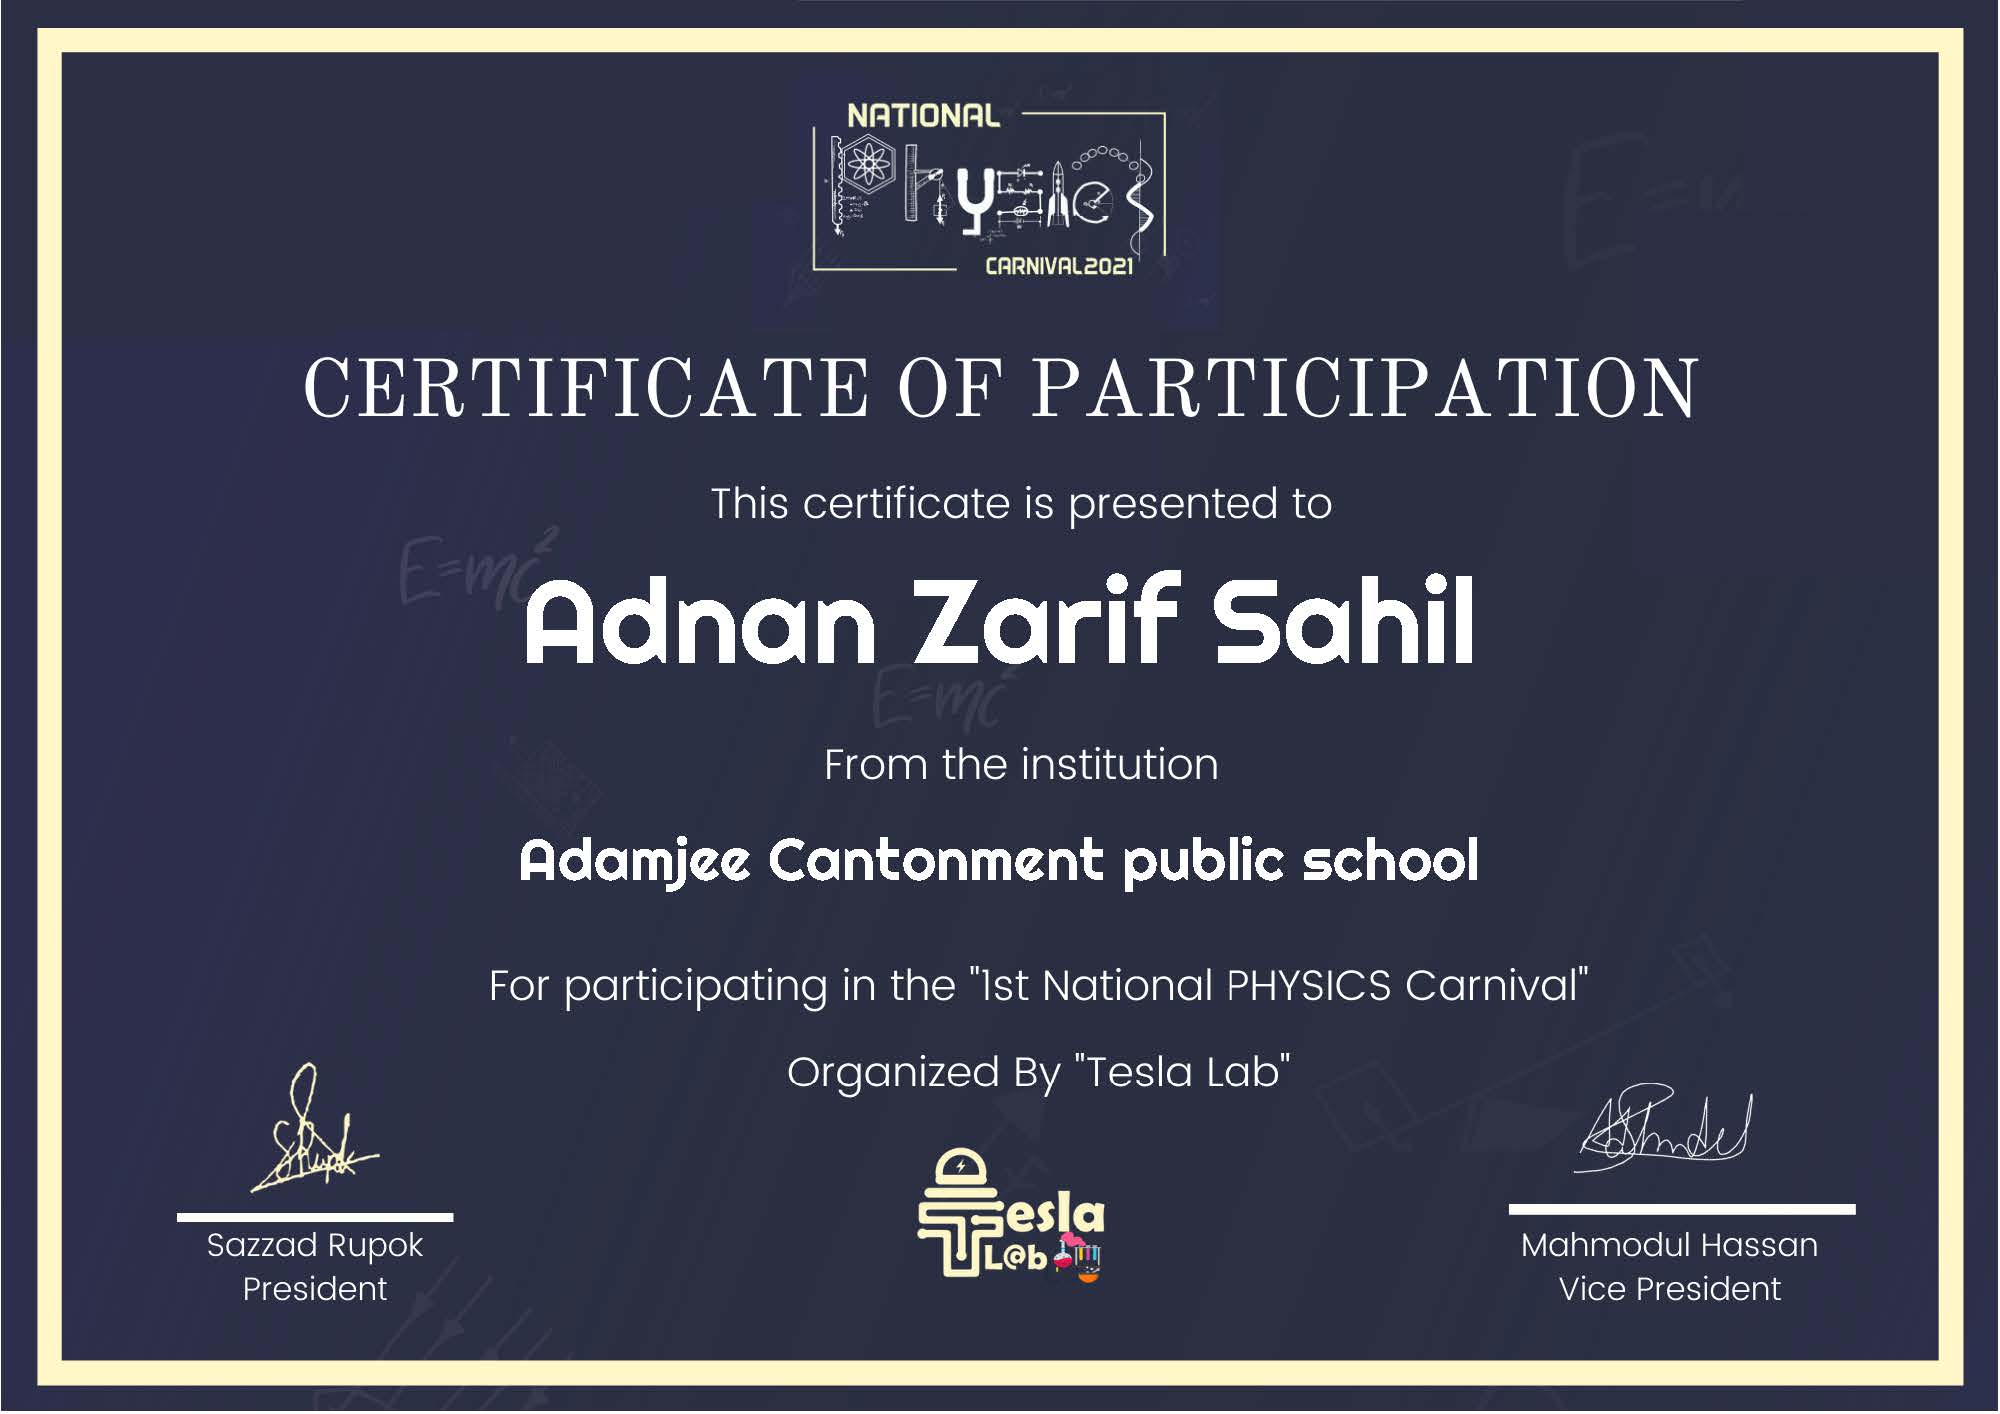 NATIONAL
Physics
CARNIVAL2021
CERTIFICATE OF PARTICIPATION
This certificate is presented to
E=mc²
Adnan Zarif Sahil
E=mc²
From the institution
Adamjee Cantonment public school
For participating in the "1st National PHYSICS Carnival"
Organized By "Tesla Lab"
Tesla
L@b
Sazzad Rupok
President
Mahmodul Hassan
Vice President